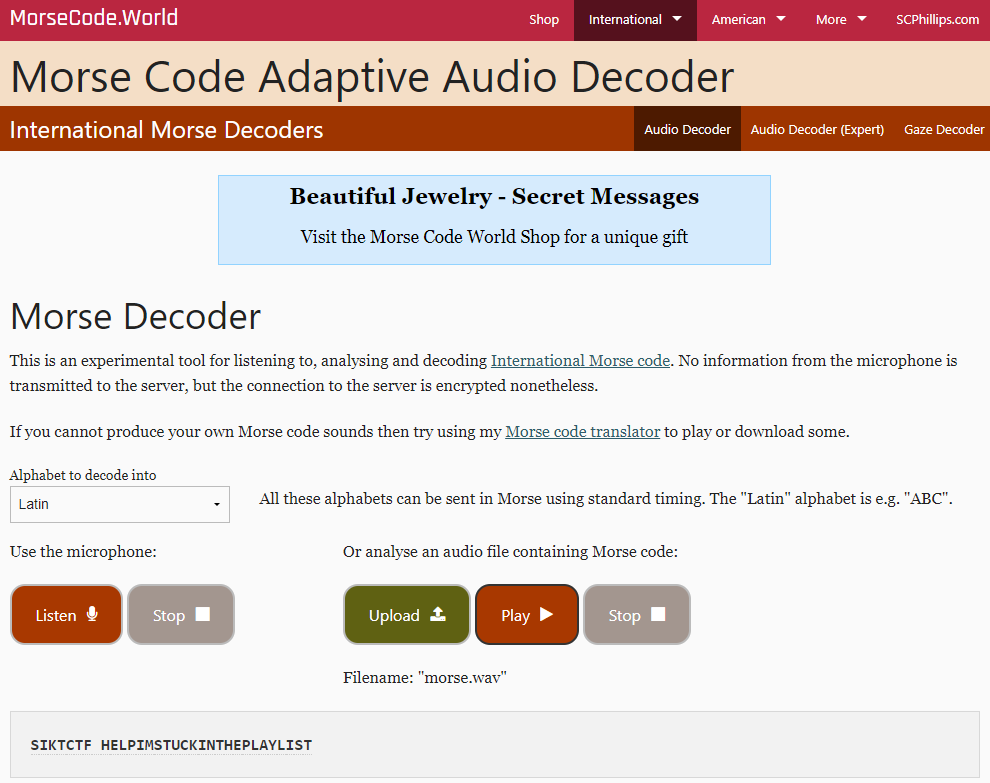 MorseCode.World
Shop International American More SCPhillips.com
Morse Code Adaptive Audio Decoder
International Morse Decoders
Audio Decoder Audio Decoder (Expert) Gaze Decoder
Beautiful Jewelry - Secret Messages
Visit the Morse Code World Shop for a unique gift
Morse Decoder
This is an experimental tool for listening to, analysing and decoding International Morse code. No information from the microphone is
transmitted to the server, but the connection to the server is encrypted nonetheless.
If you cannot produce your own Morse code sounds then try using my Morse code translator to play or download some.
Alphabet to decode into
Latin
All these alphabets can be sent in Morse using standard timing. The "Latin" alphabet is e.g. "ABC".
Use the microphone:
Or analyse an audio file containing Morse code:
Listen Stop Upload Play Stop
Filename: "morse.wav"
SIKTCTF HELPIMSTUCKINTHEPLAYLIST